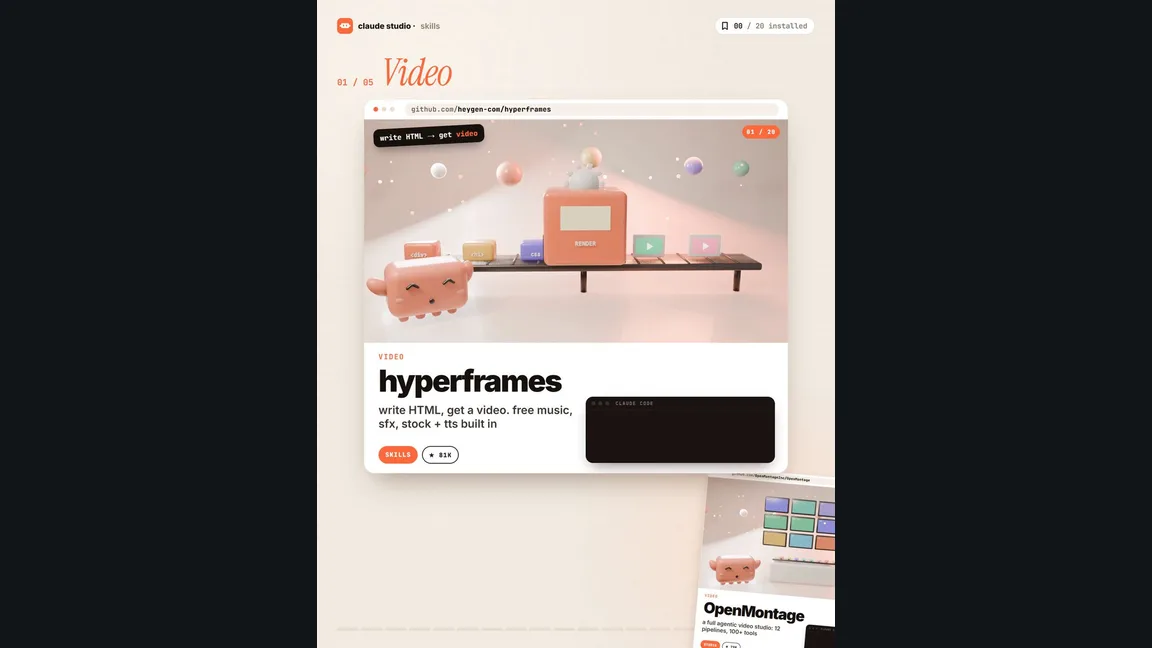 claude studio · skills
00 / 20 installed
01 / 05 Video
github.com/heygen-com/hyperframes
write HTML → get video
01 / 20
RENDER
<div>
css
VIDEO
hyperframes
write HTML, get a video. free music,
sfx, stock + tts built in
CLAUDE CODE
SKILLS
★ 81K
VIDEO
OpenMontage
a full agentic video studio: 12
pipelines, 100+ tools